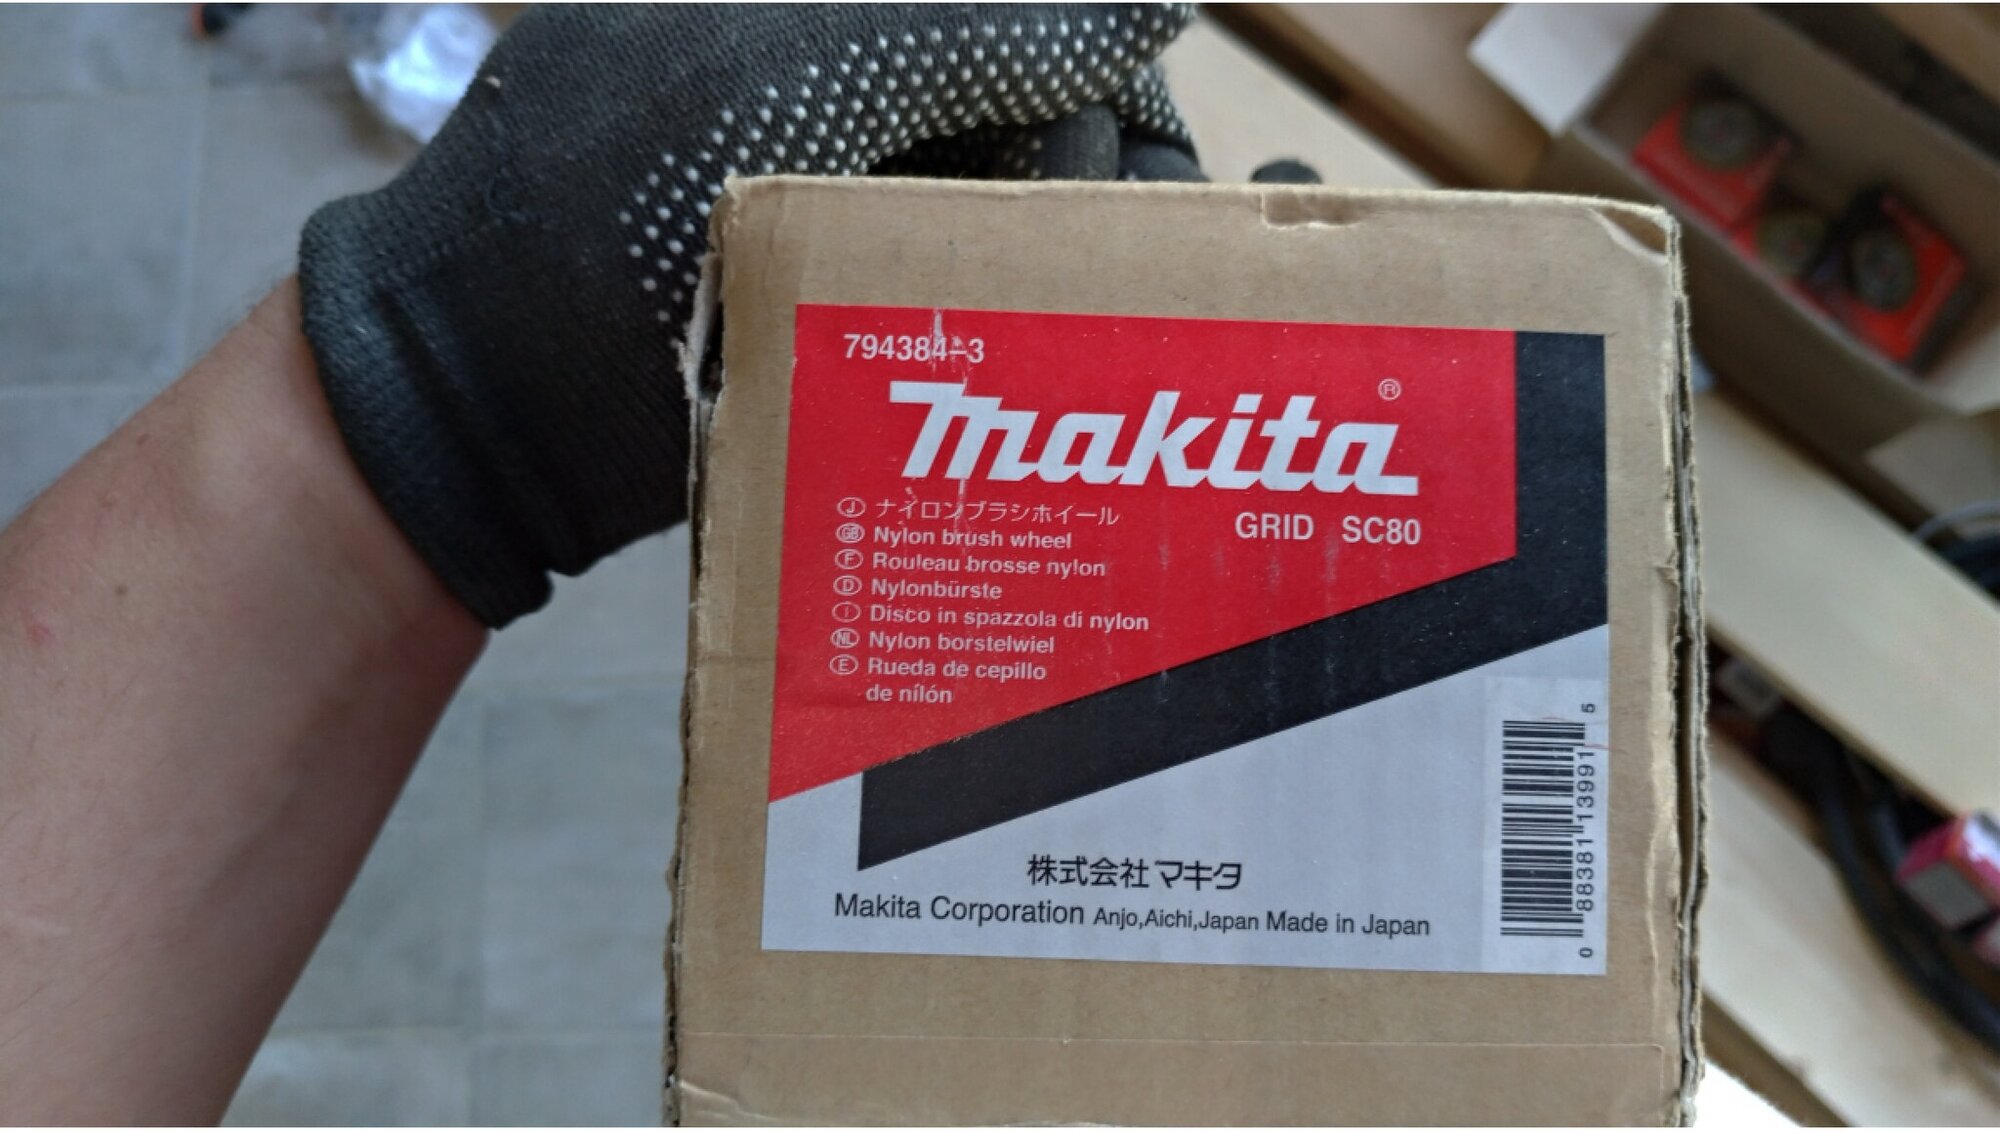 794384-3
makita®
GRID SC80
Ⓙ ナイロンブラシホイール
GB Nylon brush wheel
Ⓕ Rouleau brosse nylon
Ⓓ Nylonbürste
Ⓘ Disco in spazzola di nylon
NL Nylon borstelwiel
Ⓔ Rueda de cepillo
de nílón
株式会社マキタ
Makita Corporation Anjo,Aichi,Japan Made in Japan
0 88381 13991 5